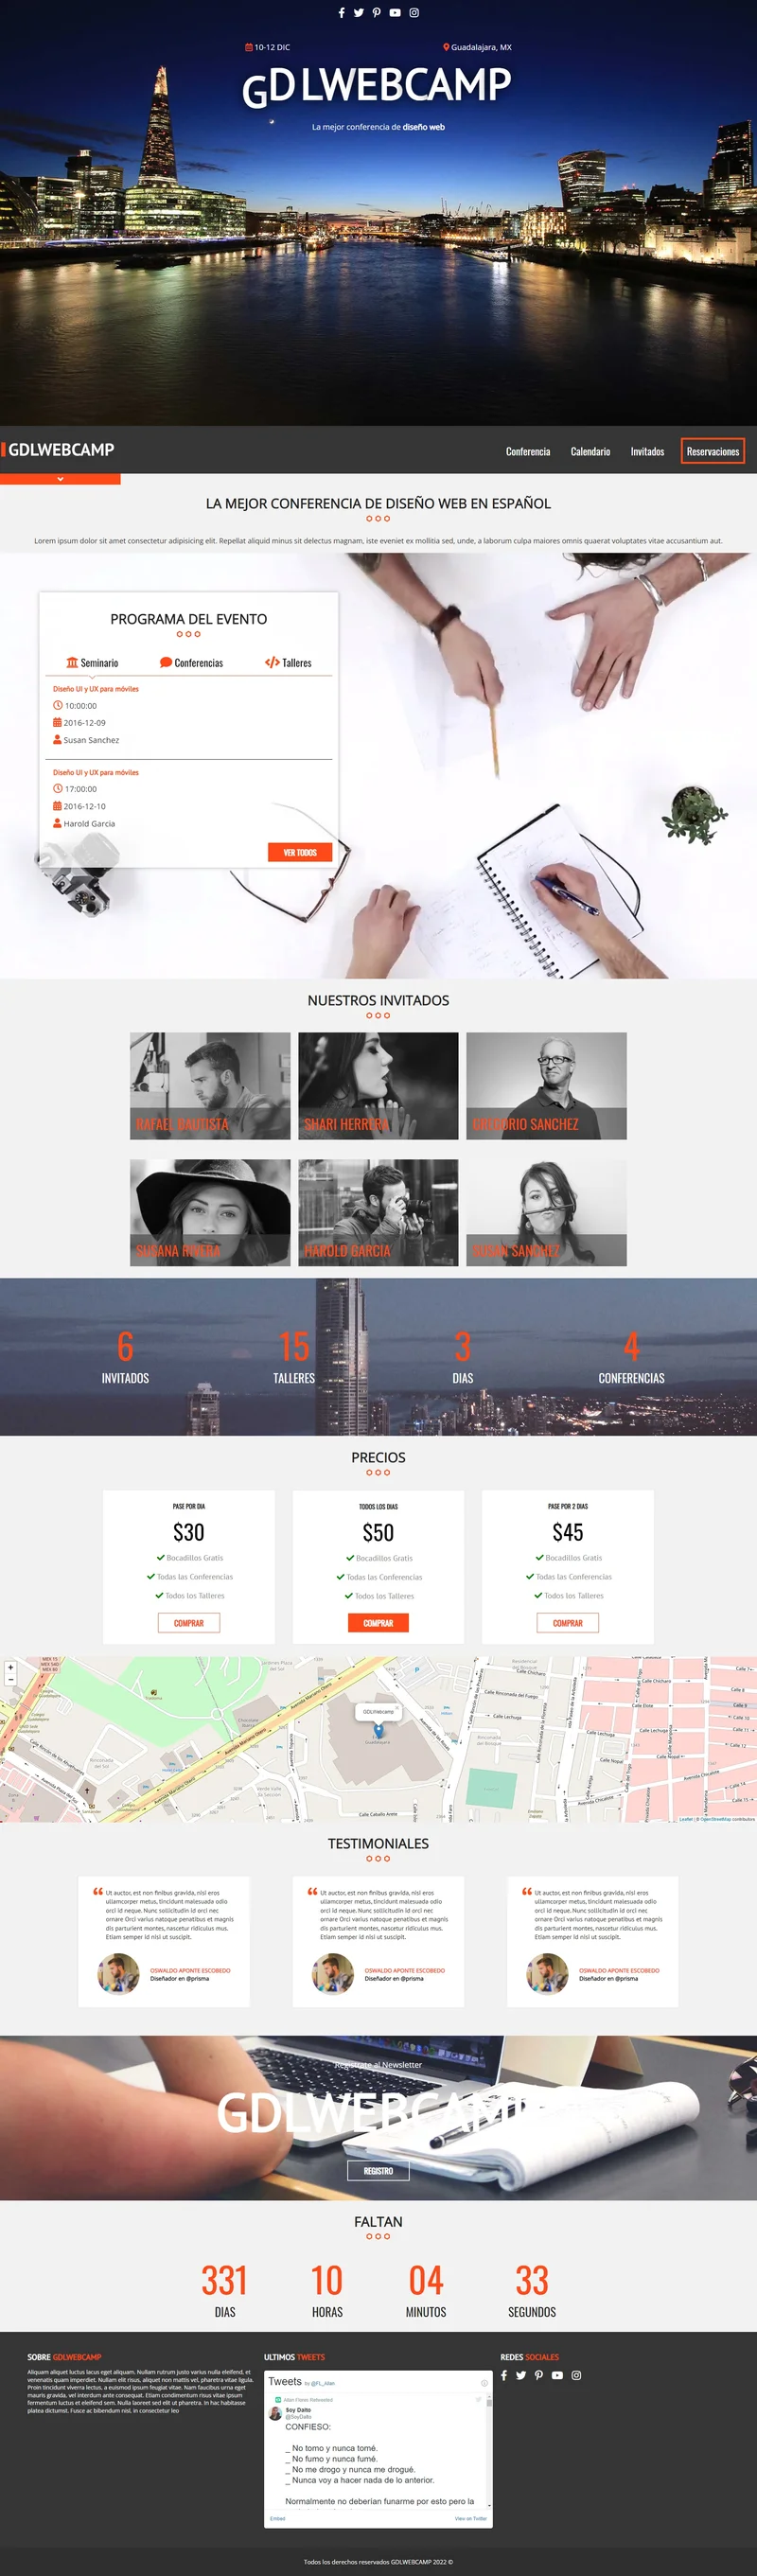 10-12 DIC
Guadalajara, MX
GDLWEBCAMP
La mejor conferencia de diseño web
GDLWEBCAMP
Conferencia
Calendario
Invitados
Reservaciones
LA MEJOR CONFERENCIA DE DISEÑO WEB EN ESPAÑOL
Lorem ipsum dolor sit amet consectetur adipisicing elit. Repellat aliquid minus sit delectus magnam, iste eveniet ex mollitia sed, unde, a laborum culpa maiores omnis quaerat voluptates vitae accusantium aut.
PROGRAMA DEL EVENTO
Seminario
Conferencias
Talleres
Diseño UI y UX para móviles
10:00:00
2016-12-09
Susan Sanchez
Diseño UI y UX para móviles
17:00:00
2016-12-10
Harold Garcia
VER TODOS
NUESTROS INVITADOS
RAFAEL BAUTISTA
SHARI HERRERA
GREGORIO SANCHEZ
SUSANA RIVERA
HAROLD GARCIA
SUSAN SANCHEZ
6
15
3
4
INVITADOS
TALLERES
DIAS
CONFERENCIAS
PRECIOS
PASE POR DIA
$30
Bocadillos Gratis
Todas las Conferencias
Todos los Talleres
COMPRAR
TODOS LOS DIAS
$50
Bocadillos Gratis
Todas las Conferencias
Todos los Talleres
COMPRAR
PASE POR 2 DIAS
$45
Bocadillos Gratis
Todas las Conferencias
Todos los Talleres
COMPRAR
+
−
GDLWebcamp
Avenida Mariano Otero
Calle Chicharo
Calle Elote
Calle Lechuga
Calle Lechuga
Calle Nopal
Calle Caballo Arete
Leaflet | © OpenStreetMap contributors
TESTIMONIALES
Ut auctor, est non finibus gravida, nisl eros
ullamcorper metus, tincidunt malesuada odio
orci id neque. Nunc sollicitudin id orci nec
ornare Orci varius natoque penatibus et magnis
dis parturient montes, nascetur ridiculus mus.
Etiam semper id nisi ut suscipit.
OSWALDO APONTE ESCOBEDO
Diseñador en @prisma
Ut auctor, est non finibus gravida, nisl eros
ullamcorper metus, tincidunt malesuada odio
orci id neque. Nunc sollicitudin id orci nec
ornare Orci varius natoque penatibus et magnis
dis parturient montes, nascetur ridiculus mus.
Etiam semper id nisi ut suscipit.
OSWALDO APONTE ESCOBEDO
Diseñador en @prisma
Ut auctor, est non finibus gravida, nisl eros
ullamcorper metus, tincidunt malesuada odio
orci id neque. Nunc sollicitudin id orci nec
ornare Orci varius natoque penatibus et magnis
dis parturient montes, nascetur ridiculus mus.
Etiam semper id nisi ut suscipit.
OSWALDO APONTE ESCOBEDO
Diseñador en @prisma
Registrate al Newsletter
GDLWEBCAMP
REGISTRO
FALTAN
331
10
04
33
DIAS
HORAS
MINUTOS
SEGUNDOS
SOBRE GDLWEBCAMP
Aliquam aliquet luctus lacus eget aliquam. Nullam rutrum justo varius nulla eleifend, et
venenatis quam imperdiet. Nullam elit risus, aliquet non mattis vel, pharetra vitae ligula.
Proin tincidunt viverra lectus, a euismod ipsum feugiat vitae. Nam faucibus urna eget
mauris gravida, vel interdum ante consequat. Etiam condimentum risus vitae ipsum
fermentum luctus et eleifend sem. Nulla laoreet sed elit ut pharetra. In hac habitasse
platea dictumst. Fusce ac bibendum nisl, in consectetur leo
ULTIMOS TWEETS
Tweets by @FL_Allan
Soy Dalto
@SoyDalto
CONFIESO:
_ No tomo y nunca tomé.
_ No fumo y nunca fumé.
_ No me drogo y nunca me drogué.
_ Nunca voy a hacer nada de lo anterior.
Normalmente no deberían funarme por esto pero la
Embed
View on Twitter
REDES SOCIALES
Todos los derechos reservados GDLWEBCAMP 2022 ©